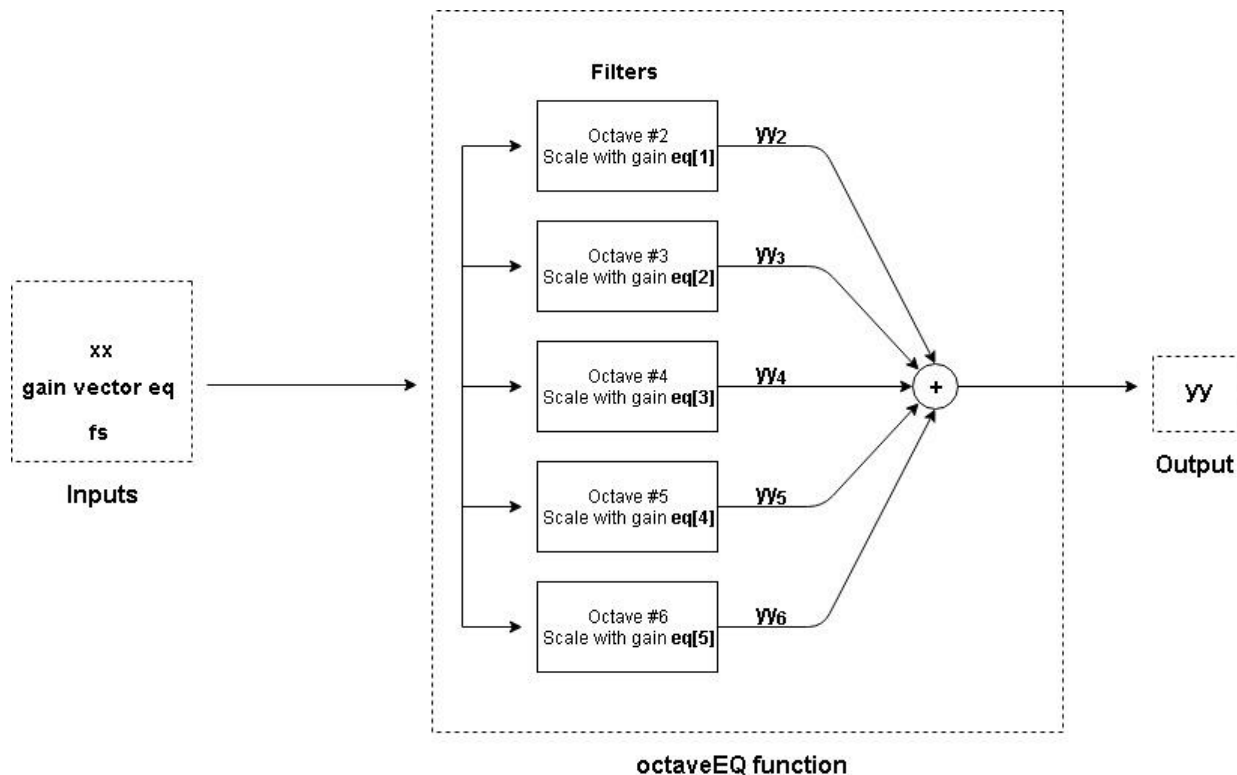 Filters
Octave #2
Scale with gain eq[1]
yy2
Octave #3
Scale with gain eq[2]
yy3
xx
gain vector eq
fs
Inputs
Octave #4
Scale with gain eq[3]
yy4
+
yy
Output
Octave #5
Scale with gain eq[4]
yy5
Octave #6
Scale with gain eq[5]
yy6
octaveEQ function